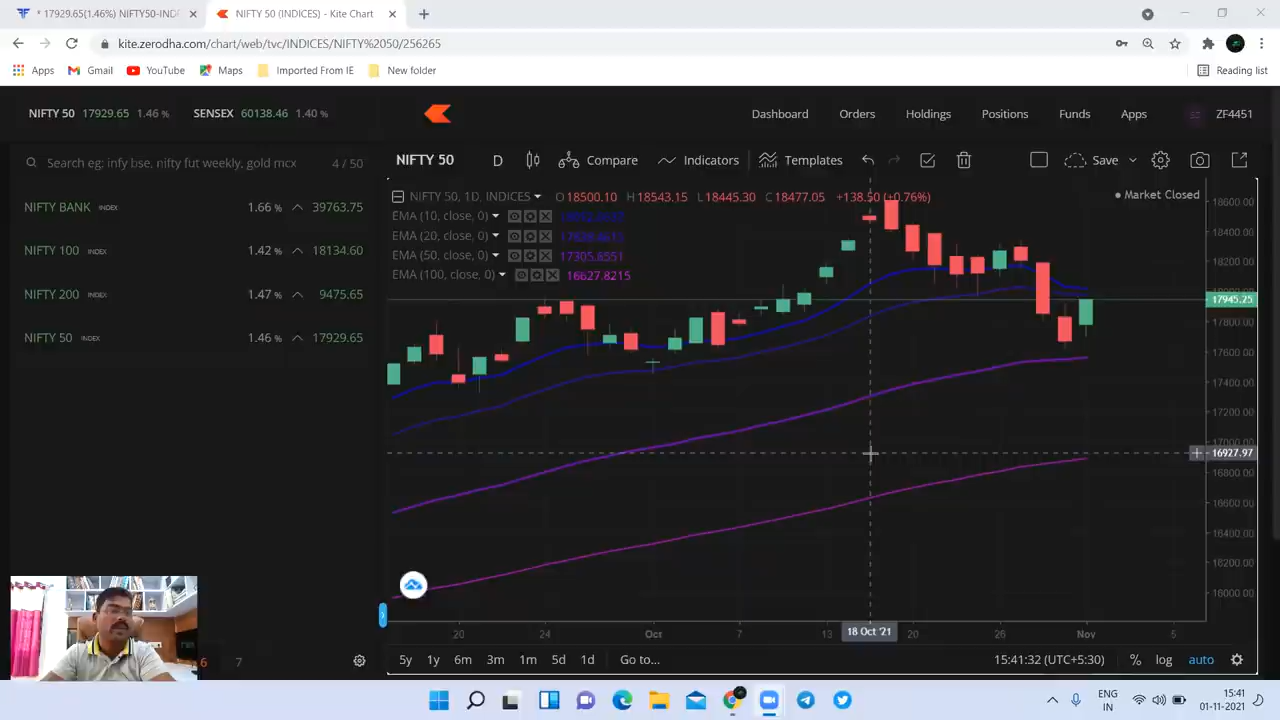 * 17929.65(1.46%) NIFTY50-IND
NIFTY 50 (INDICES) - Kite Chart
kite.zerodha.com/chart/web/tvc/INDICES/NIFTY%2050/256265
Apps Gmail YouTube Maps Imported From IE New folder Reading list
NIFTY 50 17929.65 1.46 % SENSEX 60138.46 1.40 %
Dashboard Orders Holdings Positions Funds Apps ZF4451
Search eg: infy bse, nifty fut weekly, gold mcx 4 / 50
NIFTY 50 D Compare Indicators Templates Save
NIFTY BANK INDEX 1.66 % 39763.75
NIFTY 100 INDEX 1.42 % 18134.60
NIFTY 200 INDEX 1.47 % 9475.65
NIFTY 50 INDEX 1.46 % 17929.65
NIFTY 50, 1D, INDICES O18500.10 H18543.15 L18445.30 C18477.05 +138.50 (+0.76%)
Market Closed
EMA (10, close, 0)
EMA (20, close, 0)
EMA (50, close, 0) 17305.6551
EMA (100, close, 0) 16627.8215
18600.00
18400.00
18200.00
17945.25
17800.00
17600.00
17400.00
17200.00
17000.00
16927.97
16800.00
16600.00
16400.00
16200.00
16000.00
20 24 Oct 7 13 18 Oct '21 20 26 Nov 5
6 7
5y 1y 6m 3m 1m 5d 1d Go to... 15:41:32 (UTC+5:30) % log auto
ENG
IN
15:41
01-11-2021